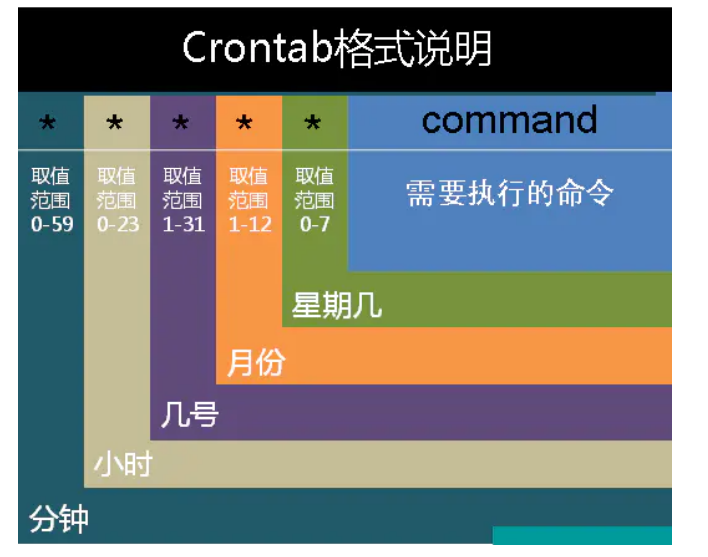 Crontab格式说明
* * * * * command
取值
范围
0-59
取值
范围
0-23
取值
范围
1-31
取值
范围
1-12
取值
范围
0-7
需要执行的命令
星期几
月份
几号
小时
分钟